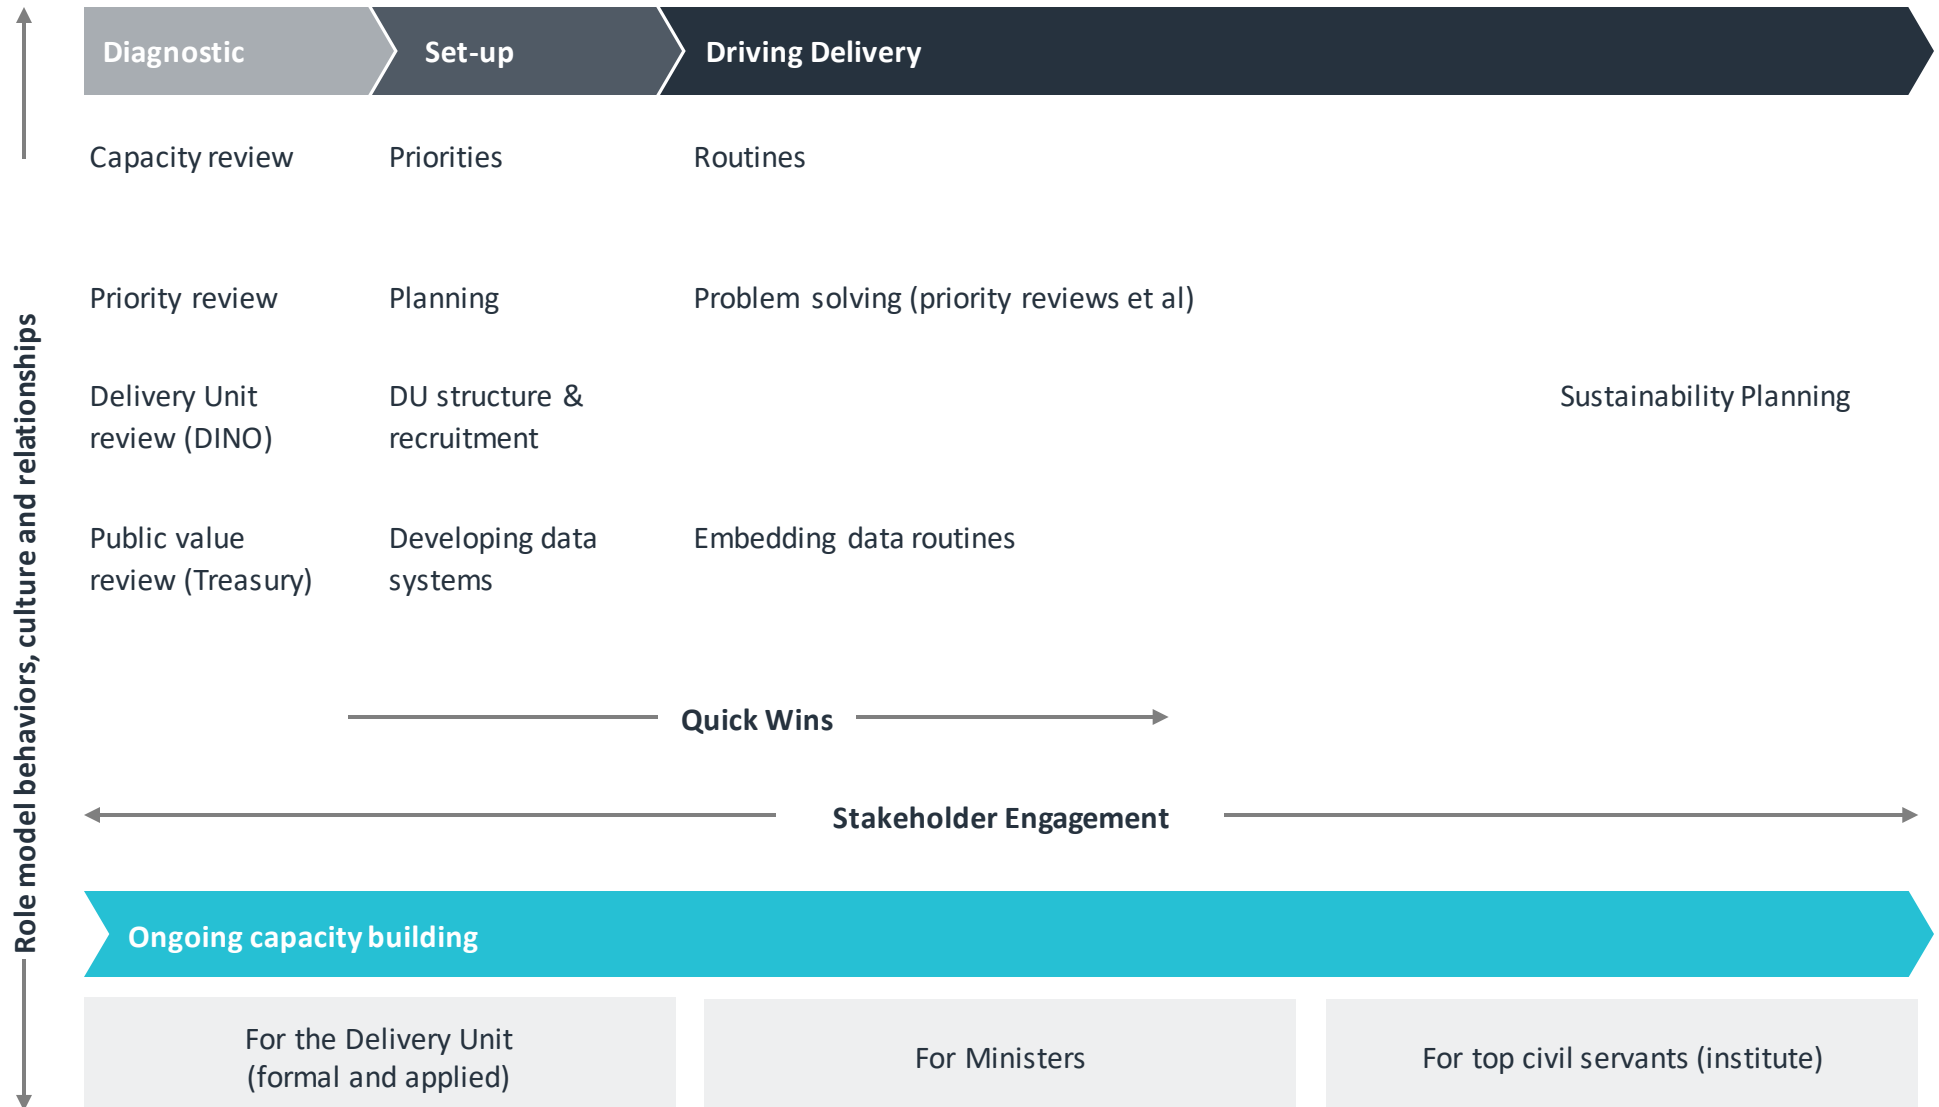 Diagnostic
Set-up
Driving Delivery
Capacity review
Priorities
Routines
Priority review
Planning
Problem solving (priority reviews et al)
Delivery Unit
review (DINO)
DU structure &
recruitment
Sustainability Planning
Public value
review (Treasury)
Developing data
systems
Embedding data routines
Role model behaviors, culture and relationships
Quick Wins
Stakeholder Engagement
Ongoing capacity building
For the Delivery Unit
(formal and applied)
For Ministers
For top civil servants (institute)